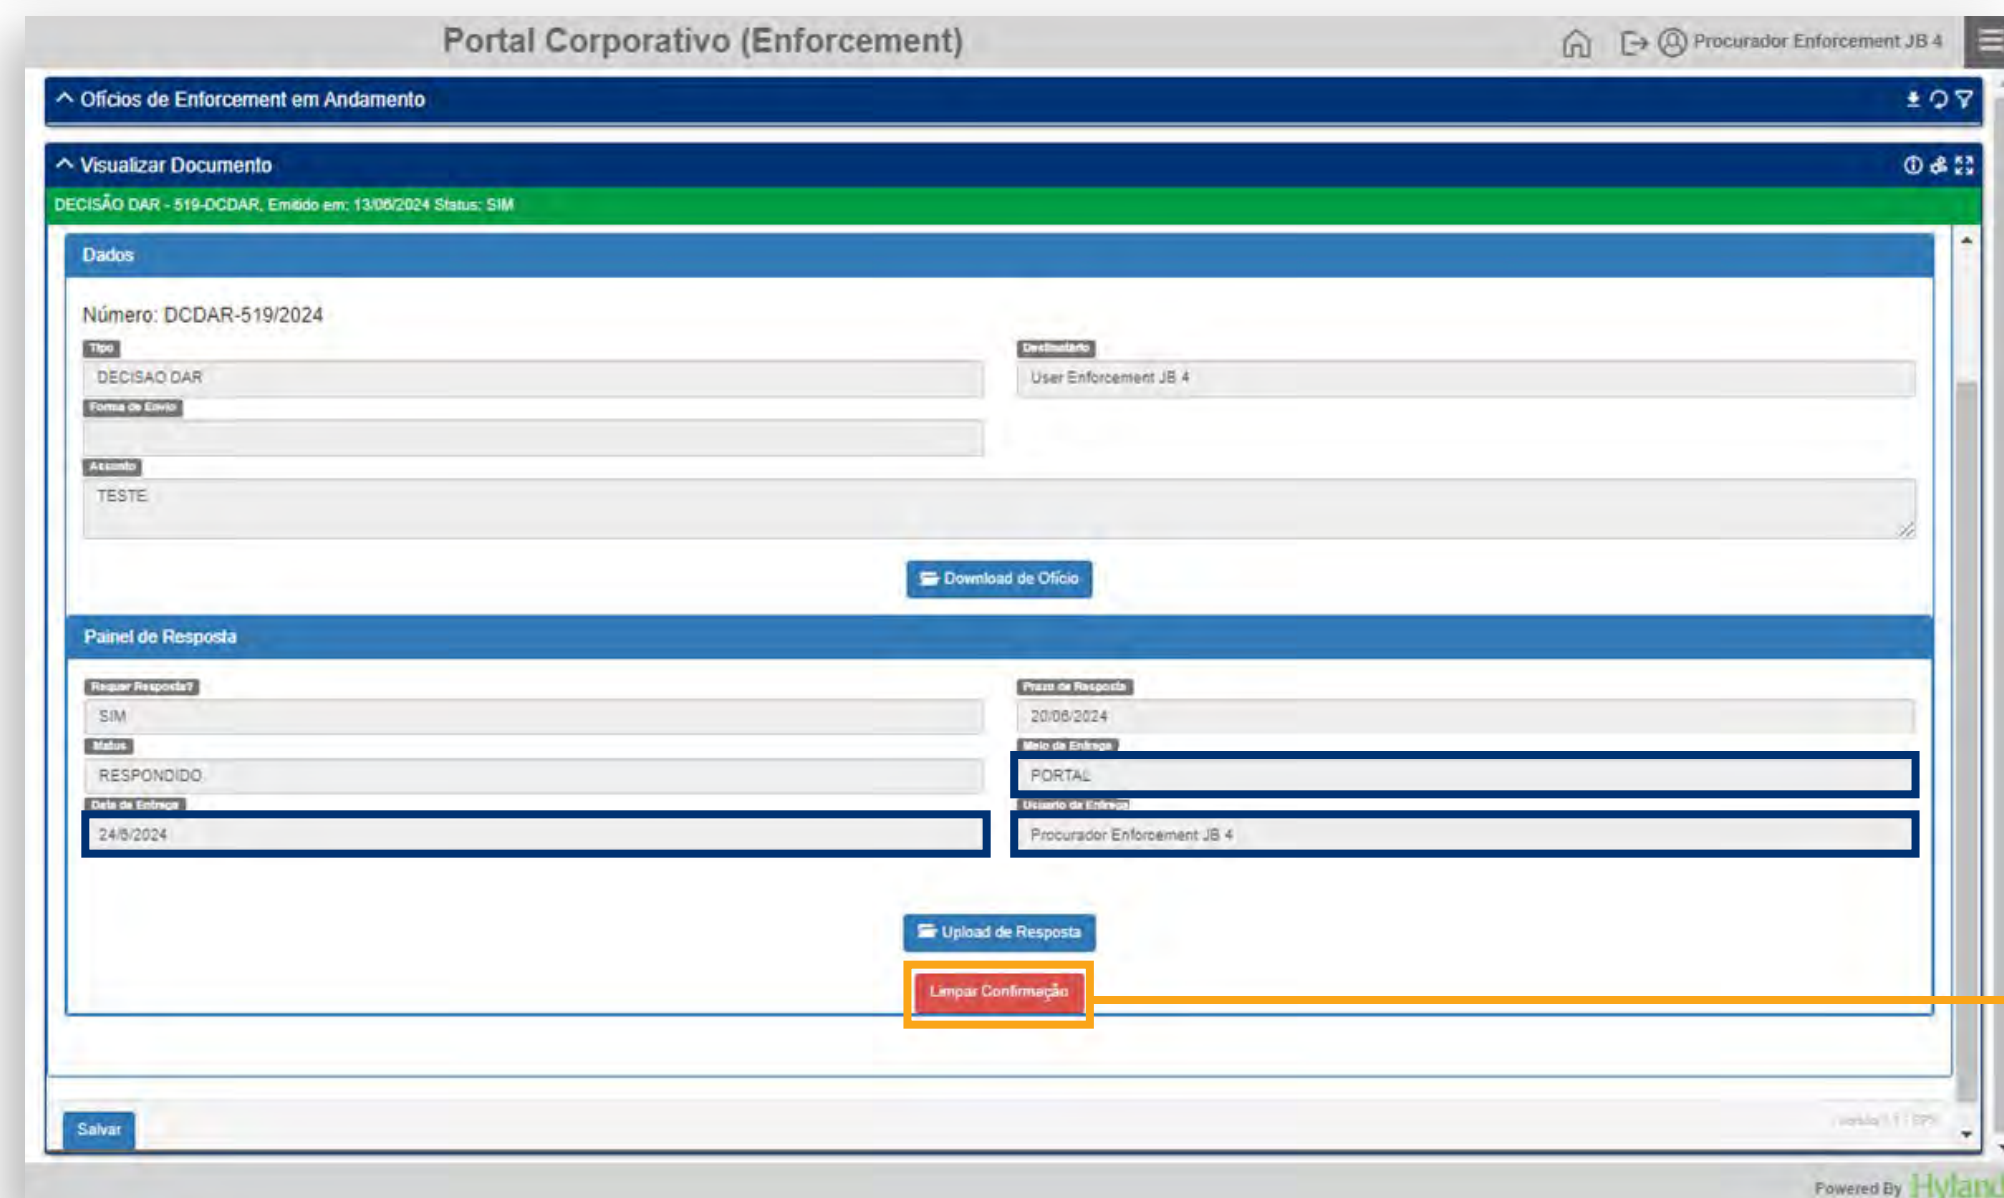 Portal Corporativo (Enforcement)
Procurador Enforcement JB 4
Ofícios de Enforcement em Andamento
Visualizar Documento
DECISÃO DAR - 519-DCDAR, Emitido em: 13/06/2024 Status: SIM
Dados
Número: DCDAR-519/2024
Tipo
Destinatário
DECISAO DAR
User Enforcement JB 4
Forma de Envio
Assunto
TESTE
Download de Ofício
Painel de Resposta
Requer Resposta?
Prazo de Resposta
SIM
20/06/2024
Status
Meio da Entrega
RESPONDIDO
PORTAL
Data da Entrega
Usuario da Entrega
24/6/2024
Procurador Enforcement JB 4
Upload de Resposta
Limpar Confirmação
Salvar
Powered By Hyland